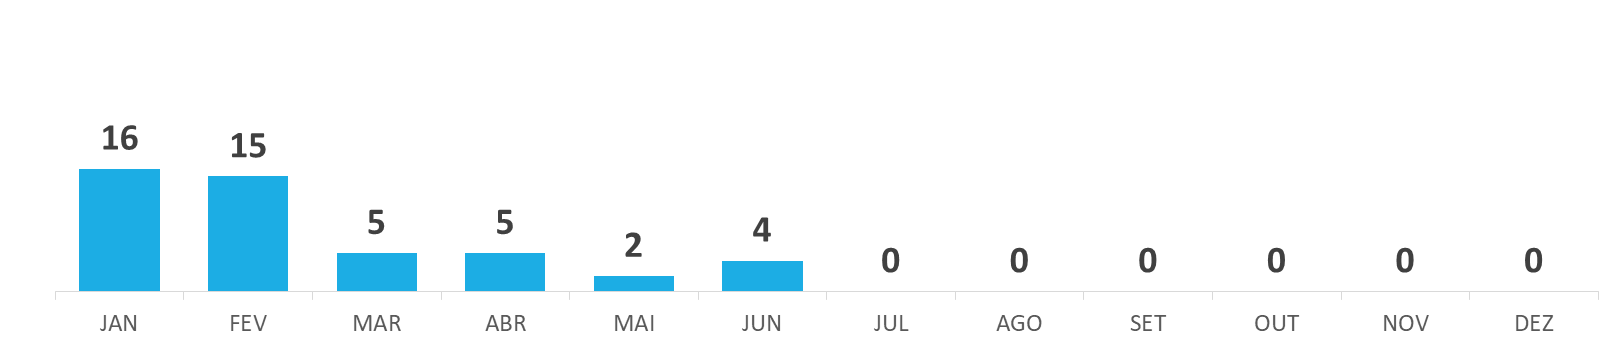 16 15 5 5 2 4 0 0 0 0 0 0
JAN FEV MAR ABR MAI JUN JUL AGO SET OUT NOV DEZ